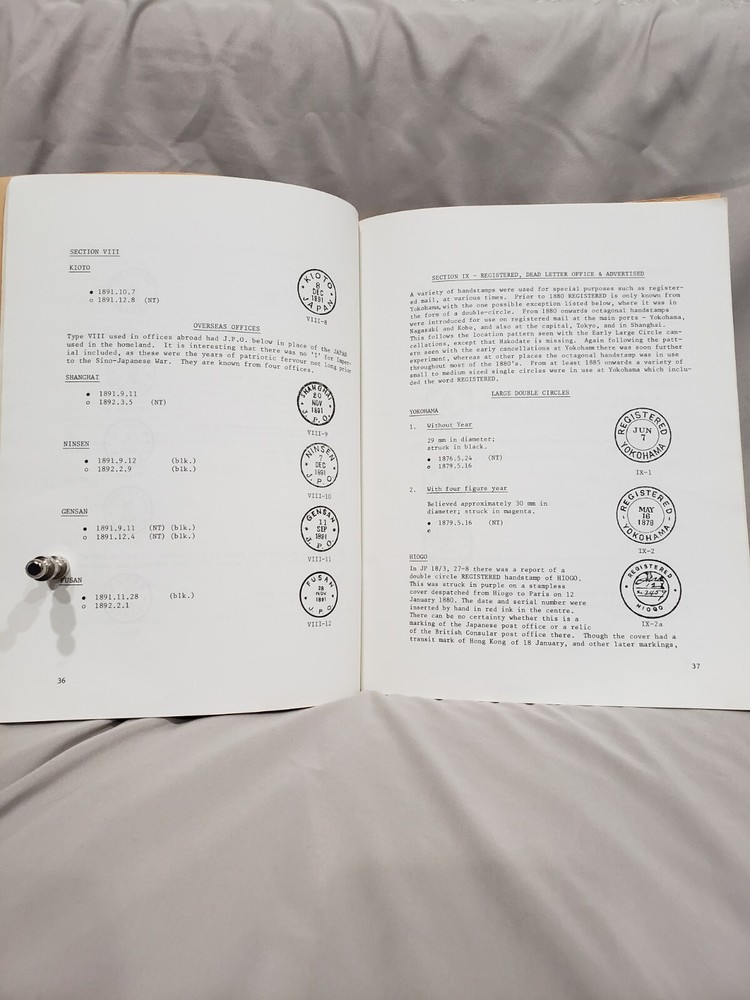 SECTION VIII
KIOTO
● 1891.10.7
o 1891.12.8 (NT)
KIOTO
8
DEC
1891
JAPAN
VIII-8
OVERSEAS OFFICES
Type VIII used in offices abroad had J.P.O. below in place of the JAPAN
used in the homeland. It is interesting that there was no 'I' for Imper-
ial included, as these were the years of patriotic fervour not long prior
to the Sino-Japanese War. They are known from four offices.
SHANGHAI
● 1891.9.11
o 1892.3.5 (NT)
SHANGHAI
20
NOV
1891
J.P.O.
VIII-9
NINSEN
● 1891.9.12 (blk.)
o 1892.2.9 (blk.)
NINSEN
7
DEC
1891
J.P.O
VIII-10
GENSAN
● 1891.9.11 (NT) (blk.)
o 1891.12.4 (NT) (blk.)
GENSAN
11
SEP
1891
J.P.O.
VIII-11
FUSAN
● 1891.11.28 (blk.)
o 1892.2.1
FUSAN
28
NOV
1891
J.P.O
VIII-12
36
SECTION IX - REGISTERED, DEAD LETTER OFFICE & ADVERTISED
A variety of handstamps were used for special purposes such as register-
ed mail, at various times. Prior to 1880 REGISTERED is only known from
Yokohama, with the one possible exception listed below, where it was in
the form of a double-circle. From 1880 onwards octagonal handstamps
were introduced for use on registered mail at the main ports - Yokohama,
Nagasaki and Kobe, and also at the capital, Tokyo, and in Shanghai.
This follows the location pattern seen with the Early Large Circle can-
cellations, except that Hakodate is missing. Again following the patt-
ern seen with the early cancellations at Yokohama there was soon further
experiment, whereas at other places the octagonal handstamp was in use
throughout most of the 1880's. From at least 1885 onwards a variety of
small to medium sized single circles were in use at Yokohama which inclu-
ded the word REGISTERED.
LARGE DOUBLE CIRCLES
YOKOHAMA
1. Without Year
29 mm in diameter;
struck in black.
● 1876.5.24 (NT)
o 1879.5.16
REGISTERED
JUN
7
YOKOHAMA
IX-1
2. With four figure year
Believed approximately 30 mm in
diameter; struck in magenta.
● 1879.5.16 (NT)
o
REGISTERED
MAY
16
1879
YOKOHAMA
IX-2
HIOGO
In JP 18/3, 27-8 there was a report of a
double circle REGISTERED handstamp of HIOGO.
This was struck in purple on a stampless
cover despatched from Hiogo to Paris on 12
January 1880. The date and serial number were
inserted by hand in red ink in the centre.
There can be no certainty whether this is a
marking of the Japanese post office or a relic
of the British Consular post office there. Though the cover had a
transit mark of Hong Kong of 18 January, and other later markings,
REGISTERED
HIOGO
IX-2a
37